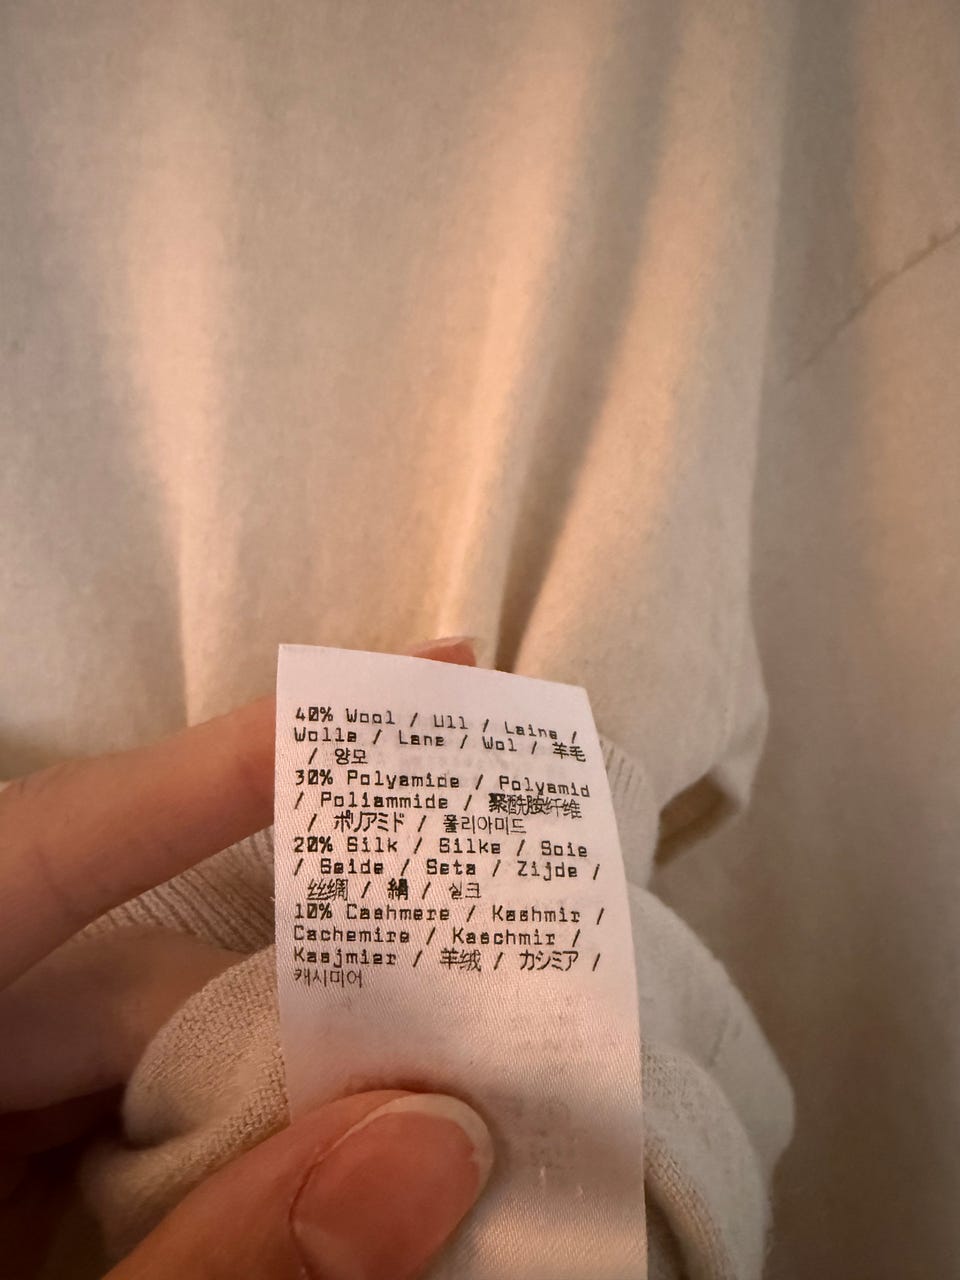 40% Wool / Ull / Laine /
Wolle / Lana / Wol / 羊毛
/ 양모
30% Polyamide / Polyamid
/ Poliammide / 聚酰胺纤维
/ ポリアミド / 폴리아미드
20% Silk / Silke / Soie
/ Seide / Seta / Zijde /
丝绸 / 絹 / 실크
10% Cashmere / Kashmir /
Cachemire / Kaschmir /
Kasjmier / 羊绒 / カシミア /
캐시미어